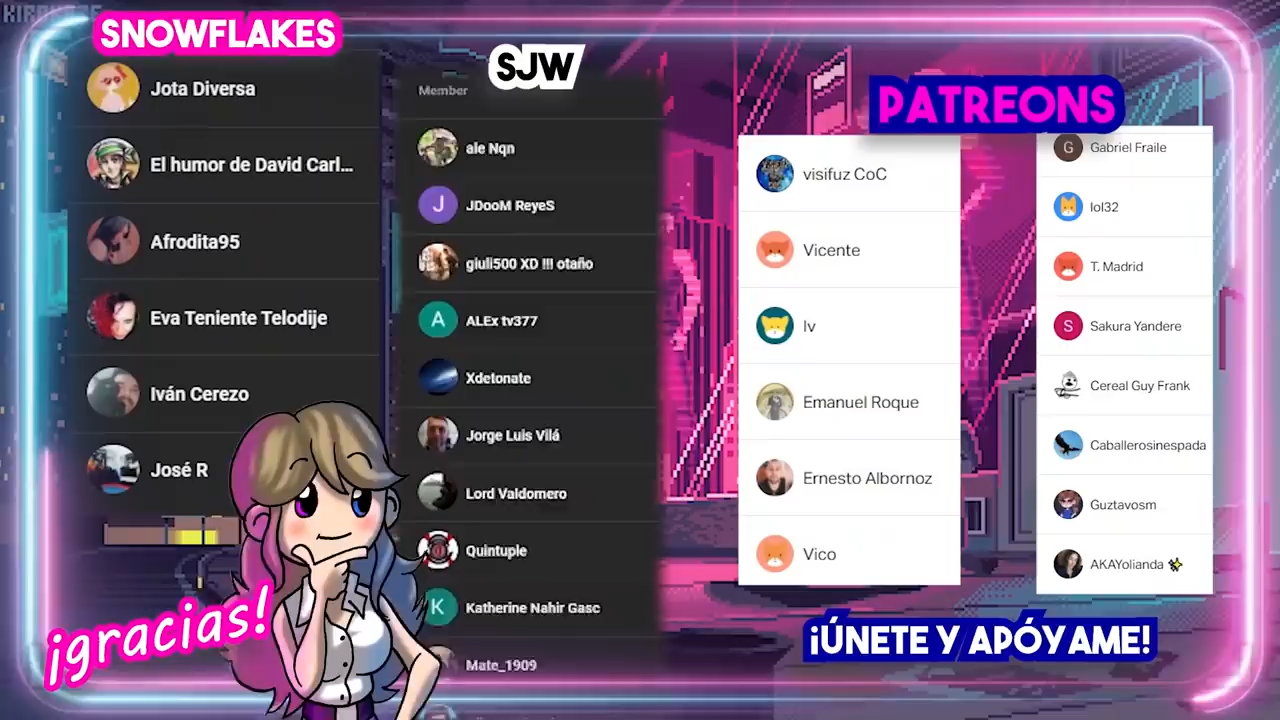 SNOWFLAKES
Jota Diversa
El humor de David Carl...
Afrodita95
Eva Teniente Telodije
Iván Cerezo
José R
¡gracias!
SJW
Member
ale Nqn
J
JDooM ReyeS
giuli500 XD !!! otaño
A
ALEx tv377
Xdetonate
Jorge Luis Vilá
Lord Valdomero
Quintuple
K
Katherine Nahir Gasc
Mate_1909
PATREONS
visifuz CoC
Vicente
Iv
Emanuel Roque
Ernesto Albornoz
Vico
G
Gabriel Fraile
lol32
T. Madrid
S
Sakura Yandere
Cereal Guy Frank
Caballerosinespada
Guztavosm
AKAYolianda
¡ÚNETE Y APÓYAME!